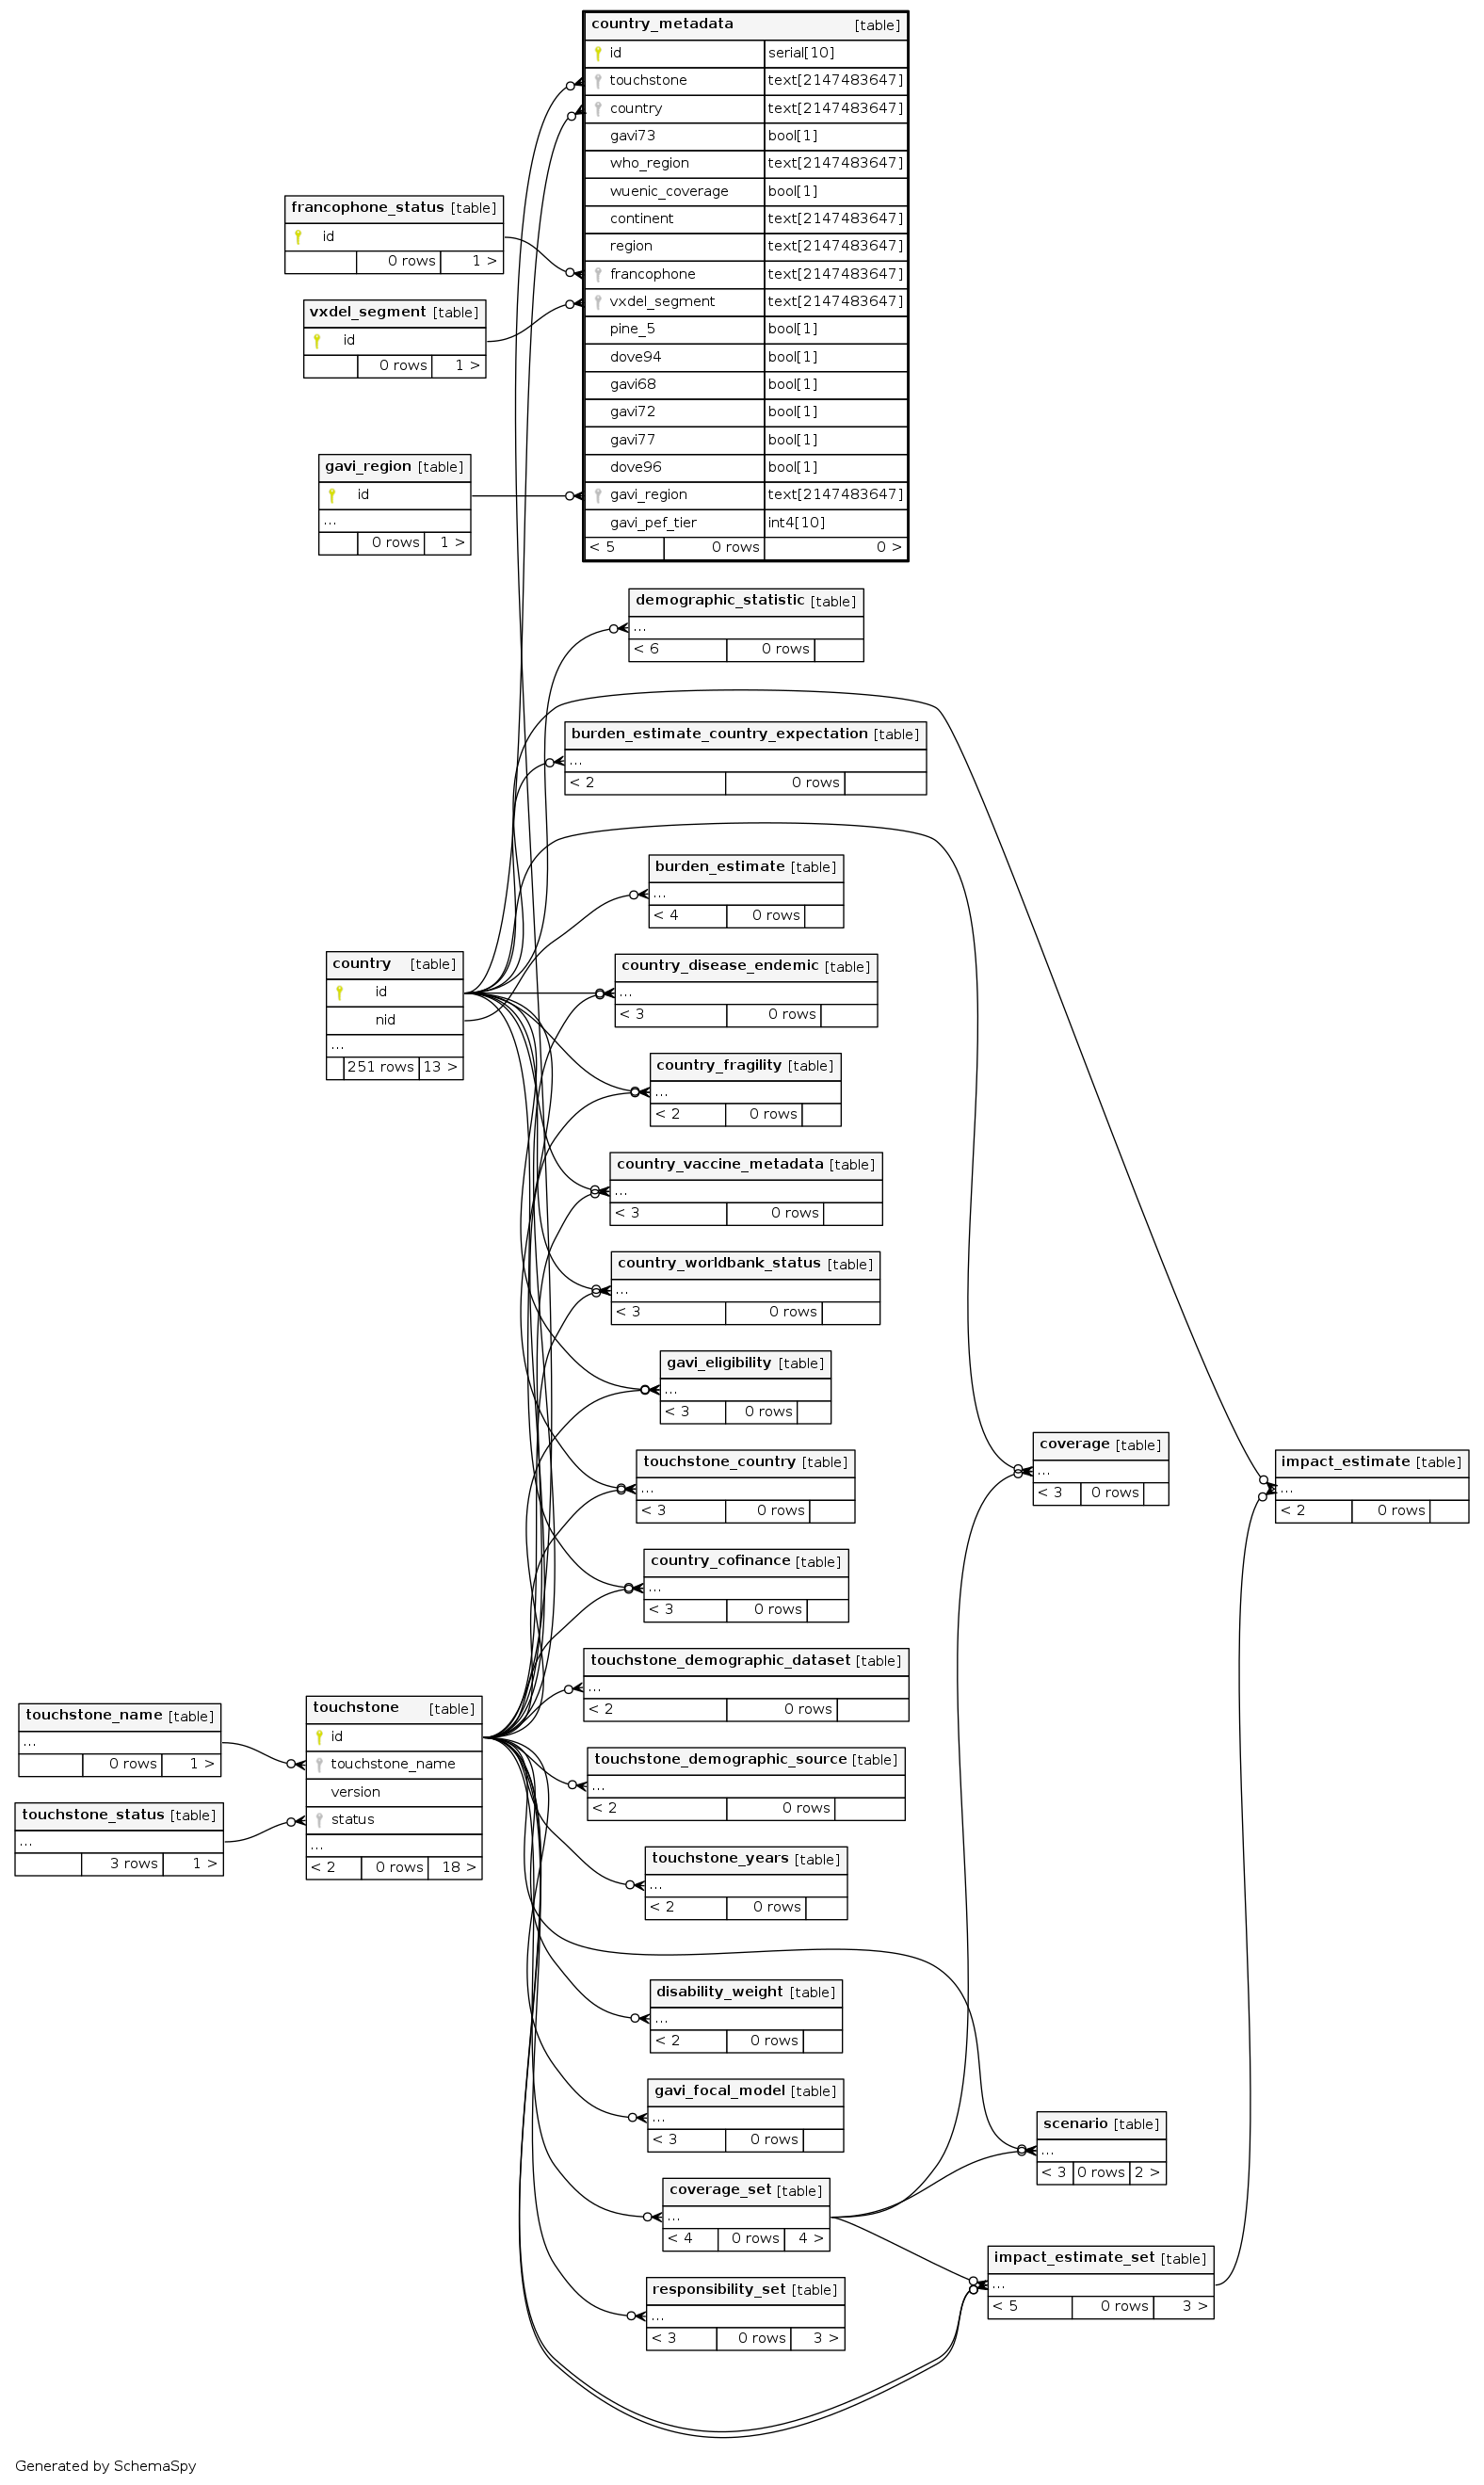 country_metadata [table]
id serial[10]
touchstone text[2147483647]
country text[2147483647]
gavi73 bool[1]
who_region text[2147483647]
wuenic_coverage bool[1]
continent text[2147483647]
region text[2147483647]
francophone text[2147483647]
vxdel_segment text[2147483647]
pine_5 bool[1]
dove94 bool[1]
gavi68 bool[1]
gavi72 bool[1]
gavi77 bool[1]
dove96 bool[1]
gavi_region text[2147483647]
gavi_pef_tier int4[10]
< 5 0 rows 0 >
francophone_status [table]
id
0 rows 1 >
vxdel_segment [table]
id
0 rows 1 >
gavi_region [table]
id
...
0 rows 1 >
demographic_statistic [table]
...
< 6 0 rows
burden_estimate_country_expectation [table]
...
< 2 0 rows
burden_estimate [table]
...
< 4 0 rows
country [table]
id
nid
...
251 rows 13 >
country_disease_endemic [table]
...
< 3 0 rows
country_fragility [table]
...
< 2 0 rows
country_vaccine_metadata [table]
...
< 3 0 rows
country_worldbank_status [table]
...
< 3 0 rows
gavi_eligibility [table]
...
< 3 0 rows
touchstone_country [table]
...
< 3 0 rows
coverage [table]
...
< 3 0 rows
impact_estimate [table]
...
< 2 0 rows
country_cofinance [table]
...
< 3 0 rows
touchstone_demographic_dataset [table]
...
< 2 0 rows
touchstone_name [table]
...
0 rows 1 >
touchstone_status [table]
...
3 rows 1 >
touchstone [table]
id
touchstone_name
version
status
...
< 2 0 rows 18 >
touchstone_demographic_source [table]
...
< 2 0 rows
touchstone_years [table]
...
< 2 0 rows
disability_weight [table]
...
< 2 0 rows
gavi_focal_model [table]
...
< 3 0 rows
scenario [table]
...
< 3 0 rows 2 >
coverage_set [table]
...
< 4 0 rows 4 >
impact_estimate_set [table]
...
< 5 0 rows 3 >
responsibility_set [table]
...
< 3 0 rows 3 >
Generated by SchemaSpy